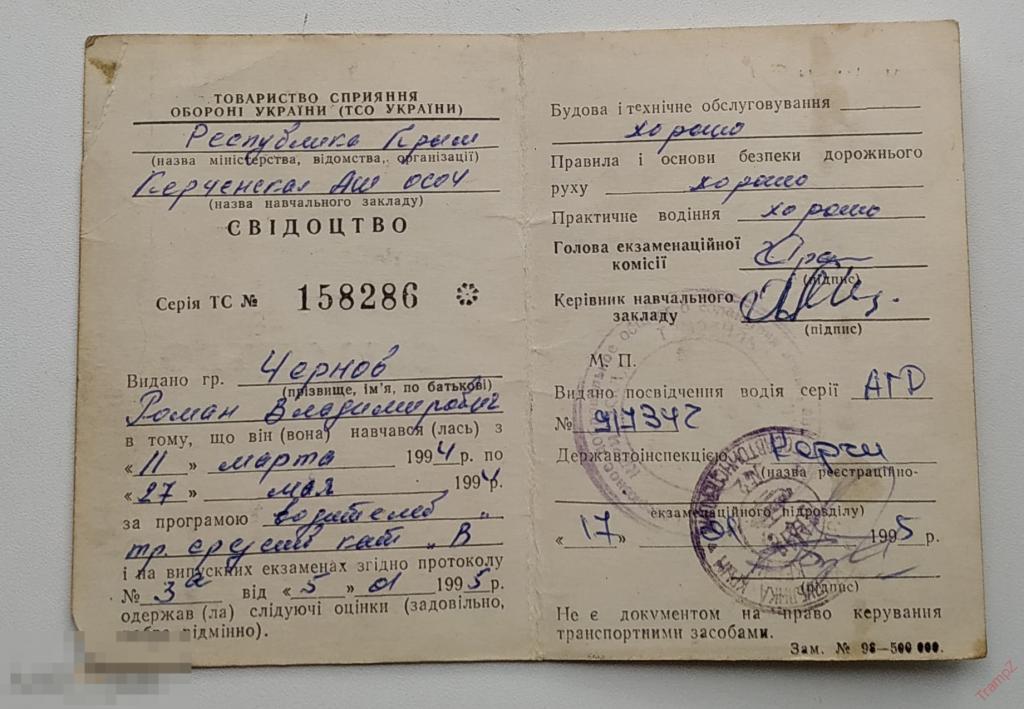 ТОВАРИСТВО СПРИЯННЯ
ОБОРОНІ УКРАЇНИ (ТСО УКРАЇНИ)
Республика Крым
(назва міністерства, відомства, організації)
Керченская АШ ОСОУ
(назва навчального закладу)
СВІДОЦТВО
Серія ТС № 158286
Видано гр. Чернов
(прізвище, ім'я, по батькові)
Роман Владимирович
в тому, що він (вона) навчався (лась) з
«11» марта 1994 р. по
«27» мая 1994 р.
за програмою водителей
тр. средств кат. „В
і на випускних екзаменах згідно протоколу
№ 3а від «5» 01 1995 р.
одержав (ла) слідуючі оцінки (задовільно,
добре відмінно).
Будова і технічне обслуговування
хорошо
Правила і основи безпеки дорожнього
руху хорошо
Практичне водіння хорошо
Голова екзаменаційної
комісії
(підпис)
Керівник навчального
закладу
(підпис)
М. П.
Видано посвідчення водія серії
№
Державтоінспекцією Керчи
(назва реєстраційно-
екзаменаційного підрозділу)
«17» 01 1995 р.
(підпис)
Не є документом на право керування
транспортними засобами.
Зам. № 98—500 000.
TrampZ